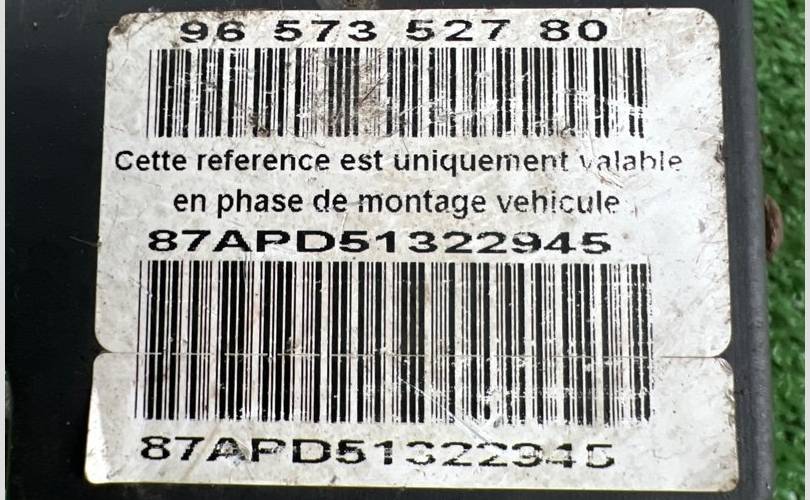 96 573 527 80
Cette reference est uniquement valable
en phase de montage vehicule
87APD51322945
87APD51322945